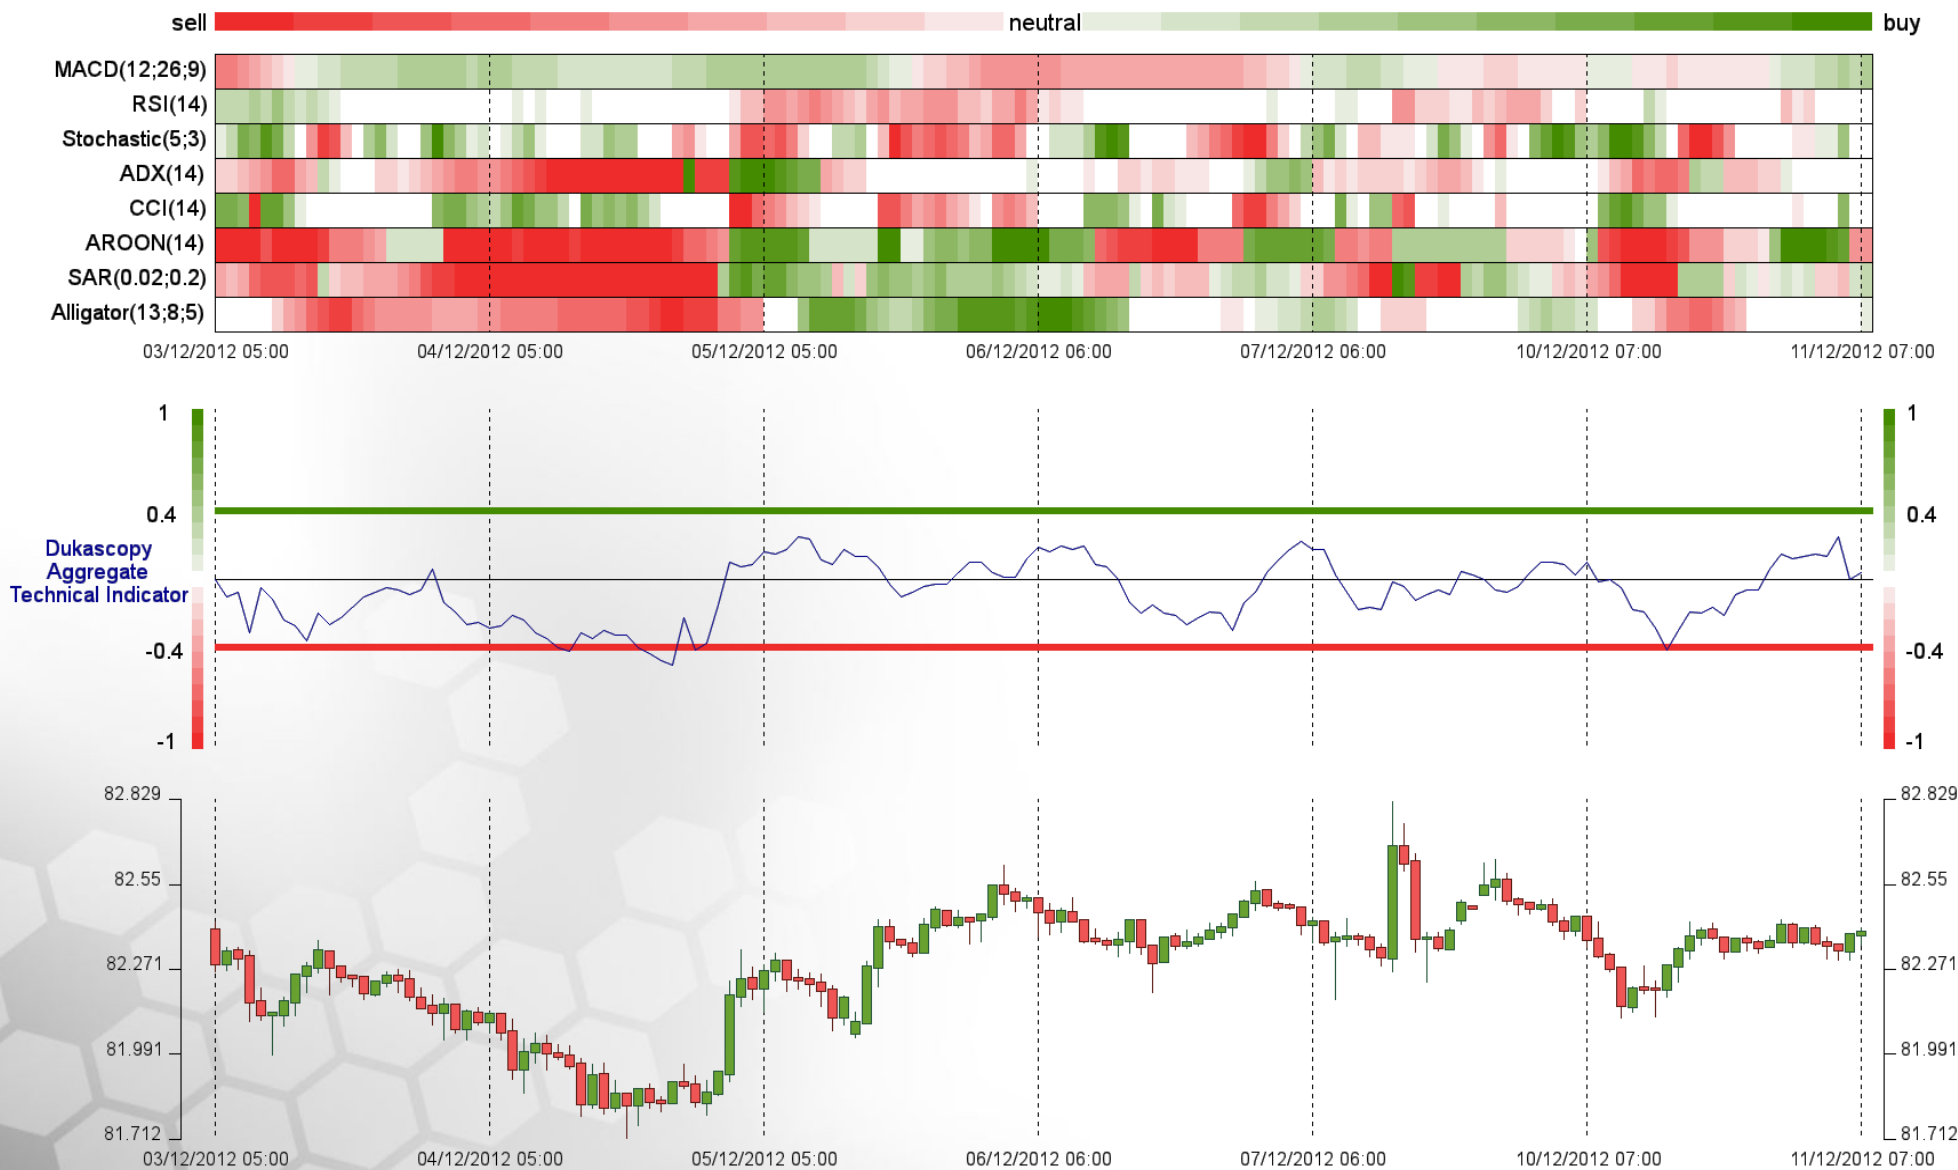 sell neutral buy
MACD(12;26;9)
RSI(14)
Stochastic(5;3)
ADX(14)
CCI(14)
AROON(14)
SAR(0.02;0.2)
Alligator(13;8;5)
03/12/2012 05:00 04/12/2012 05:00 05/12/2012 05:00 06/12/2012 06:00 07/12/2012 06:00 10/12/2012 07:00 11/12/2012 07:00
1 1
0.4 0.4
Dukascopy
Aggregate
Technical Indicator
-0.4 -0.4
-1 -1
82.829 82.829
82.55 82.55
82.271 82.271
81.991 81.991
81.712 81.712
03/12/2012 05:00 04/12/2012 05:00 05/12/2012 05:00 06/12/2012 06:00 07/12/2012 06:00 10/12/2012 07:00 11/12/2012 07:00